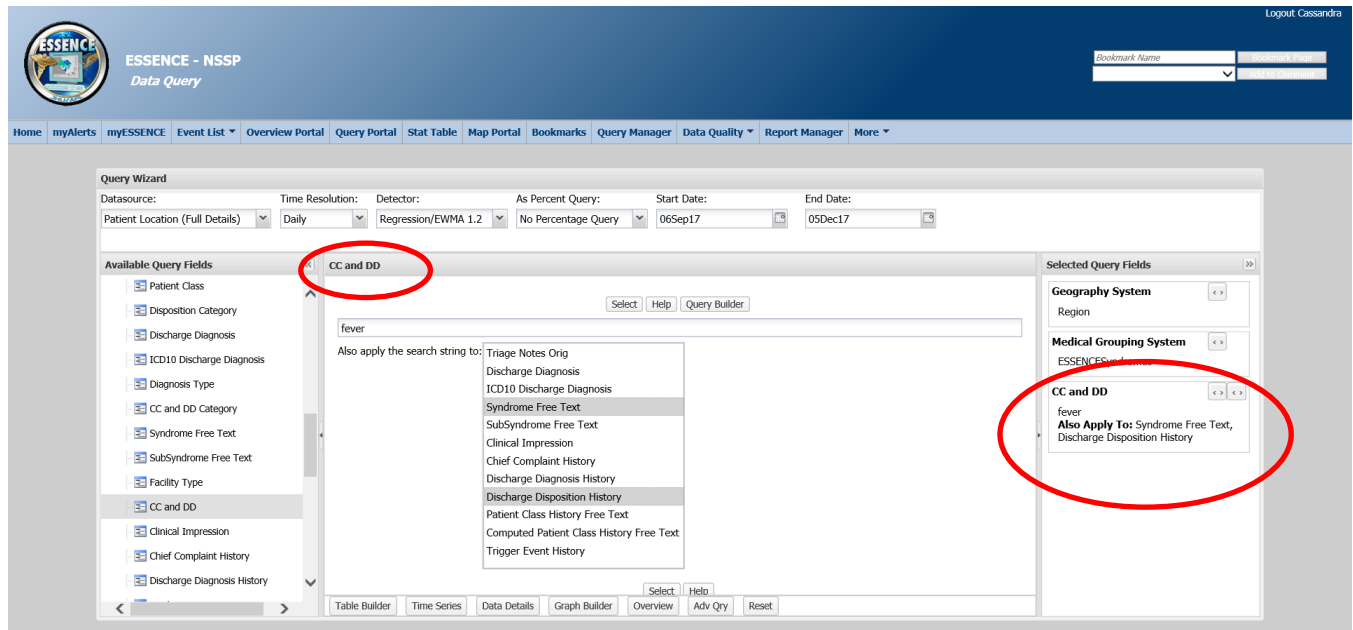 Logout Cassandra
ESSENCE
ESSENCE - NSSP
Data Query
Bookmark Name
Bookmark Page
Add to Comment
Home myAlerts myESSENCE Event List Overview Portal Query Portal Stat Table Map Portal Bookmarks Query Manager Data Quality Report Manager More
Query Wizard
Datasource: Time Resolution: Detector: As Percent Query: Start Date: End Date:
Patient Location (Full Details) Daily Regression/EWMA 1.2 No Percentage Query 06Sep17 05Dec17
Available Query Fields
Patient Class
Disposition Category
Discharge Diagnosis
ICD10 Discharge Diagnosis
Diagnosis Type
CC and DD Category
Syndrome Free Text
SubSyndrome Free Text
Facility Type
CC and DD
Clinical Impression
Chief Complaint History
Discharge Diagnosis History
CC and DD
Select Help Query Builder
fever
Also apply the search string to:
Triage Notes Orig
Discharge Diagnosis
ICD10 Discharge Diagnosis
Syndrome Free Text
SubSyndrome Free Text
Clinical Impression
Chief Complaint History
Discharge Diagnosis History
Discharge Disposition History
Patient Class History Free Text
Computed Patient Class History Free Text
Trigger Event History
Select Help
Table Builder Time Series Data Details Graph Builder Overview Adv Qry Reset
Selected Query Fields
Geography System
Region
Medical Grouping System
ESSENCESyndromes
CC and DD
fever
Also Apply To: Syndrome Free Text,
Discharge Disposition History